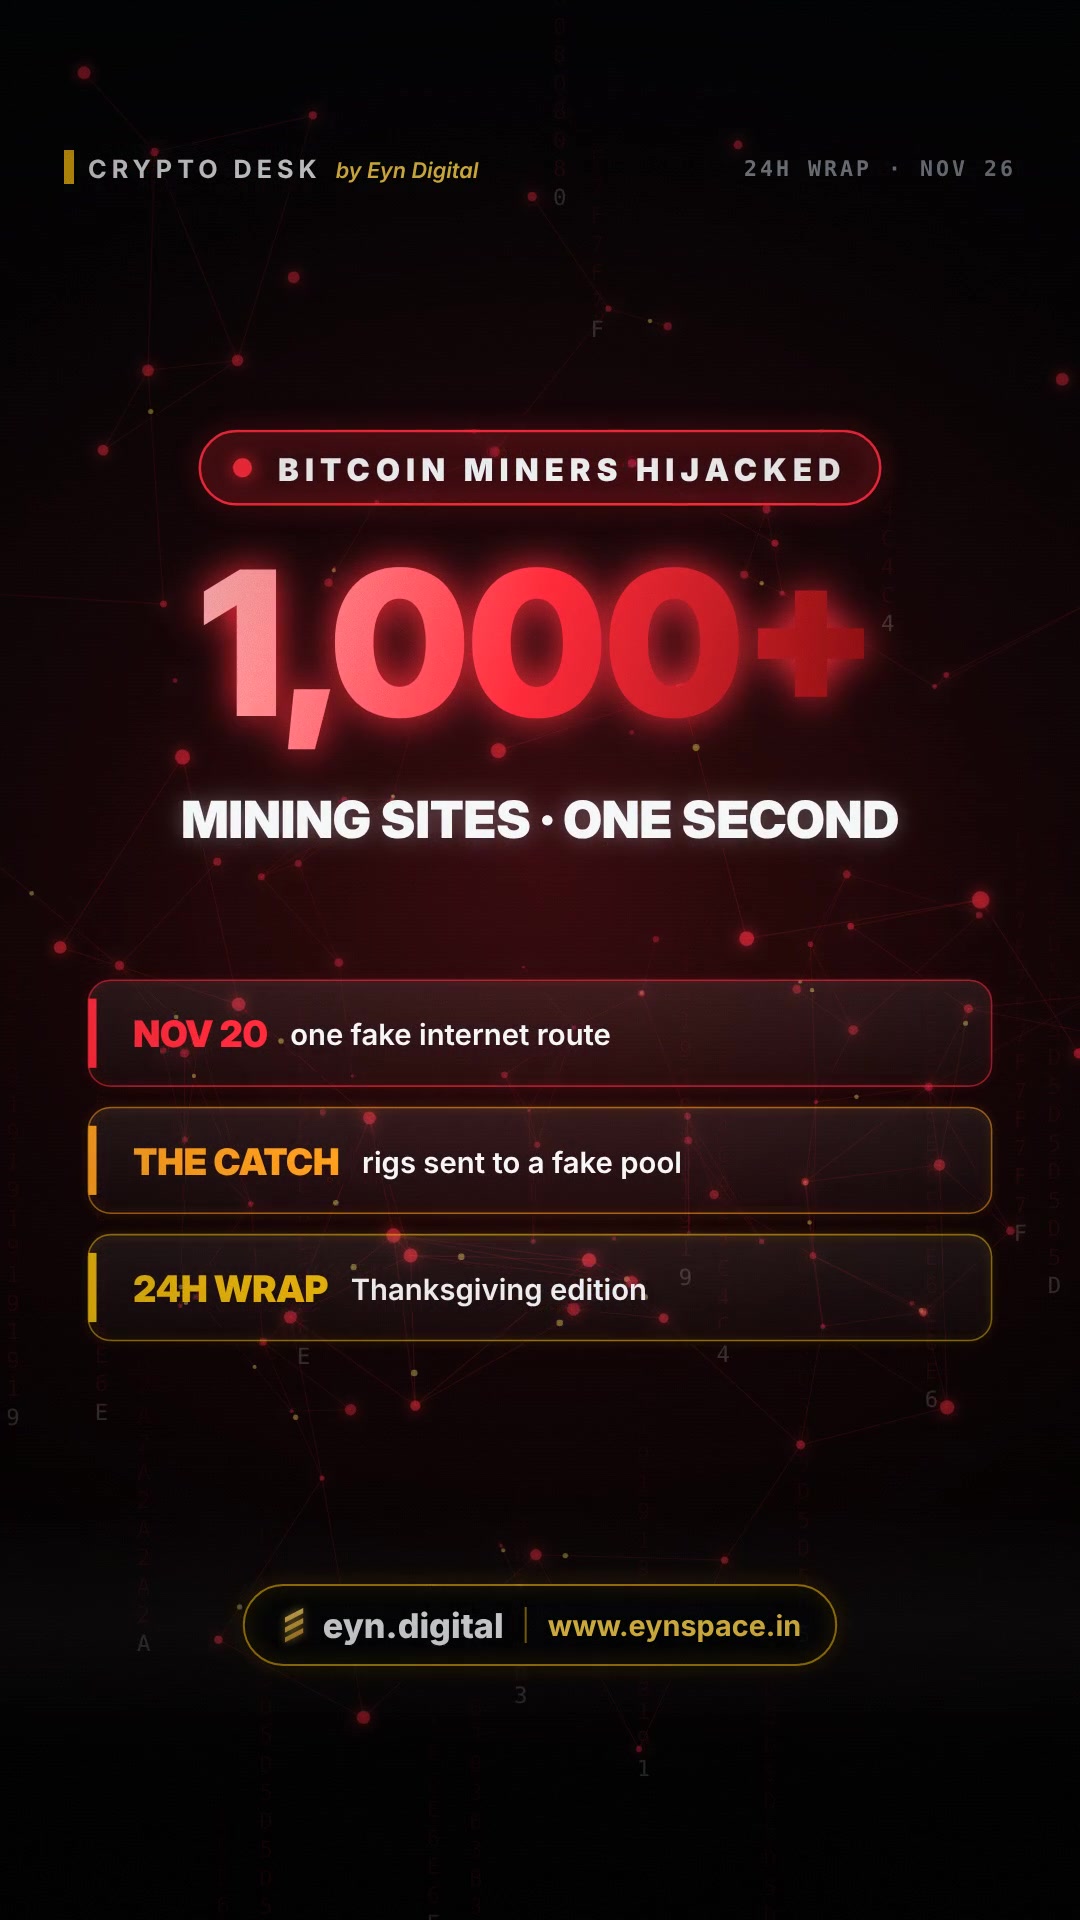 CRYPTO DESK by Eyn Digital
24H WRAP · NOV 26
BITCOIN MINERS HIJACKED
1,000+
MINING SITES · ONE SECOND
NOV 20 one fake internet route
THE CATCH rigs sent to a fake pool
24H WRAP Thanksgiving edition
eyn.digital | www.eynspace.in